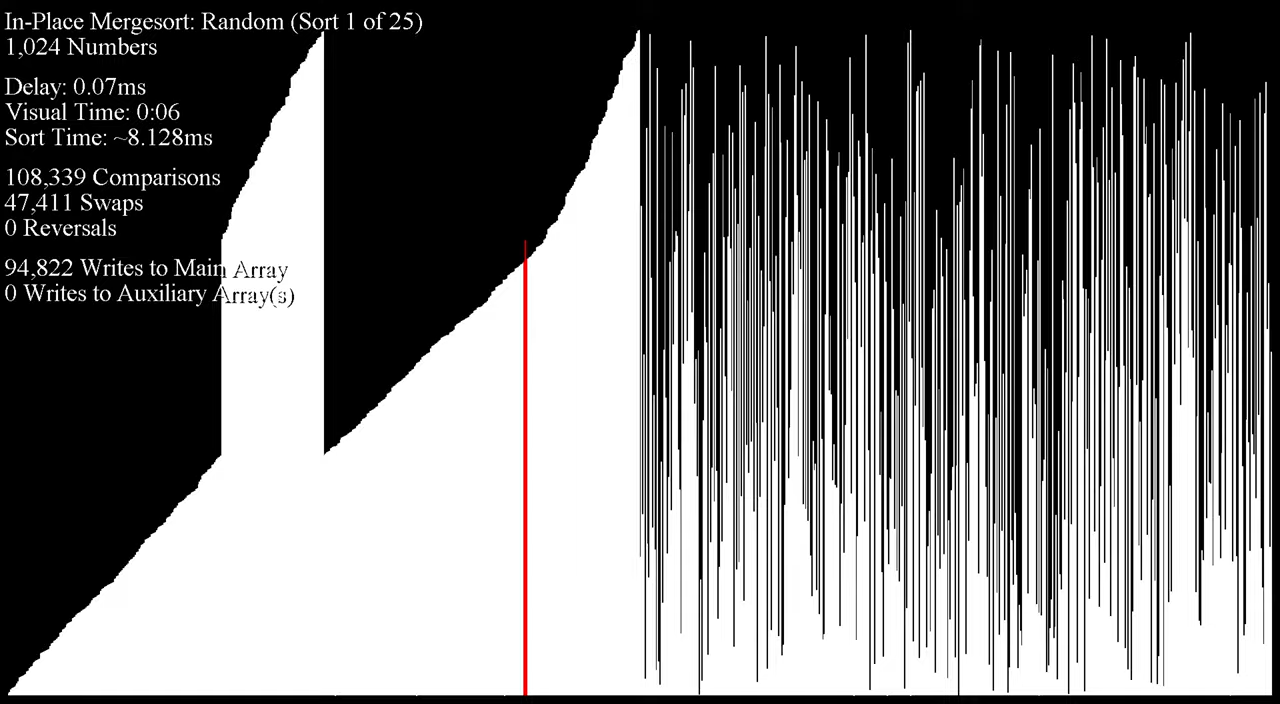 In-Place Mergesort: Random (Sort 1 of 25)
1,024 Numbers
Delay: 0.07ms
Visual Time: 0:06
Sort Time: ~8.128ms
108,339 Comparisons
47,411 Swaps
0 Reversals
94,822 Writes to Main Array
0 Writes to Auxiliary Array(s)